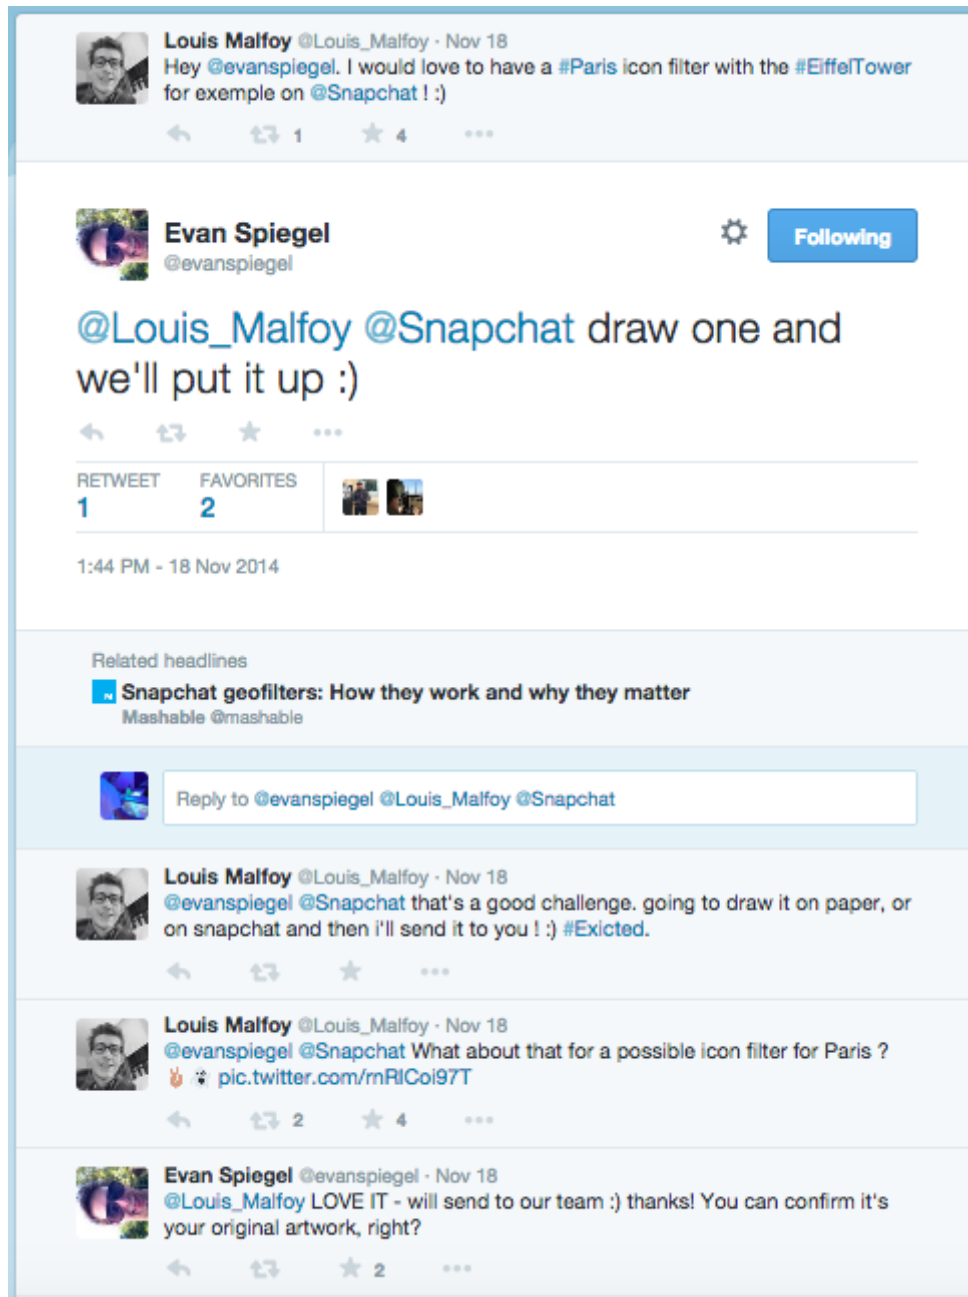 Louis Malfoy @Louis_Malfoy · Nov 18
Hey @evanspiegel. I would love to have a #Paris icon filter with the #EiffelTower
for exemple on @Snapchat ! :)
1 4
Evan Spiegel
@evanspiegel
Following
@Louis_Malfoy @Snapchat draw one and
we'll put it up :)
RETWEET FAVORITES
1 2
1:44 PM - 18 Nov 2014
Related headlines
Snapchat geofilters: How they work and why they matter
Mashable @mashable
Reply to @evanspiegel @Louis_Malfoy @Snapchat
Louis Malfoy @Louis_Malfoy · Nov 18
@evanspiegel @Snapchat that's a good challenge. going to draw it on paper, or
on snapchat and then i'll send it to you ! :) #Exicted.
Louis Malfoy @Louis_Malfoy · Nov 18
@evanspiegel @Snapchat What about that for a possible icon filter for Paris ?
pic.twitter.com/rnRlCoi97T
2 4
Evan Spiegel @evanspiegel · Nov 18
@Louis_Malfoy LOVE IT - will send to our team :) thanks! You can confirm it's
your original artwork, right?
2